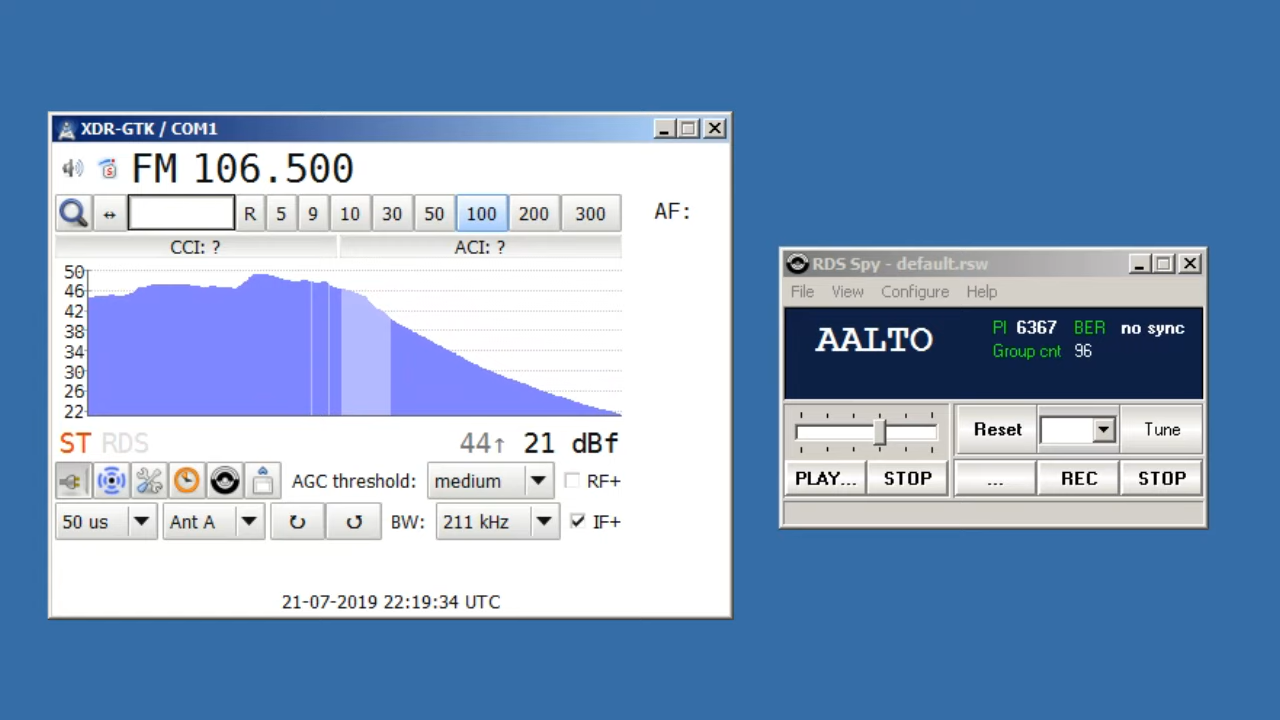 XDR-GTK / COM1
FM 106.500
R 5 9 10 30 50 100 200 300
AF:
CCI: ? ACI: ?
50
46
42
38
34
30
26
22
ST RDS 44↑ 21 dBf
AGC threshold: medium RF+
50 us Ant A ↻ ↺ BW: 211 kHz IF+
21-07-2019 22:19:34 UTC
RDS Spy - default.rsw
File View Configure Help
AALTO
PI 6367 BER no sync
Group cnt 96
Reset Tune
PLAY... STOP ... REC STOP